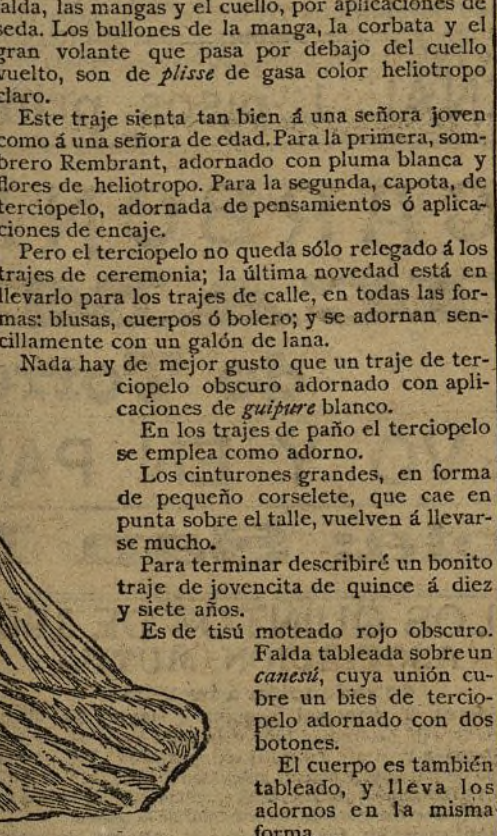 falda, las mangas y el cuello, por aplicaciones de
seda. Los bullones de la manga, la corbata y el
gran volante que pasa por debajo del cuello
vuelto, son de plisse de gasa color heliotropo
claro.
Este traje sienta tan bien á una señora joven
como á una señora de edad. Para la primera, som-
brero Rembrant, adornado con pluma blanca y
flores de heliotropo. Para la segunda, capota, de
terciopelo, adornada de pensamientos ó aplica-
ciones de encaje.
Pero el terciopelo no queda sólo relegado á los
trajes de ceremonia; la última novedad está en
llevarlo para los trajes de calle, en todas las for-
mas: blusas, cuerpos ó bolero; y se adornan sen-
cillamente con un galón de lana.
Nada hay de mejor gusto que un traje de ter-
ciopelo obscuro adornado con apli-
caciones de guipure blanco.
En los trajes de paño el terciopelo
se emplea como adorno.
Los cinturones grandes, en forma
de pequeño corselete, que cae en
punta sobre el talle, vuelven á llevar-
se mucho.
Para terminar describiré un bonito
traje de jovencita de quince á diez
y siete años.
Es de tisú moteado rojo obscuro.
Falda tableada sobre un
canesú, cuya unión cu-
bre un bies de tercio-
pelo adornado con dos
botones.
El cuerpo es también
tableado, y lleva los
adornos en la misma
forma.